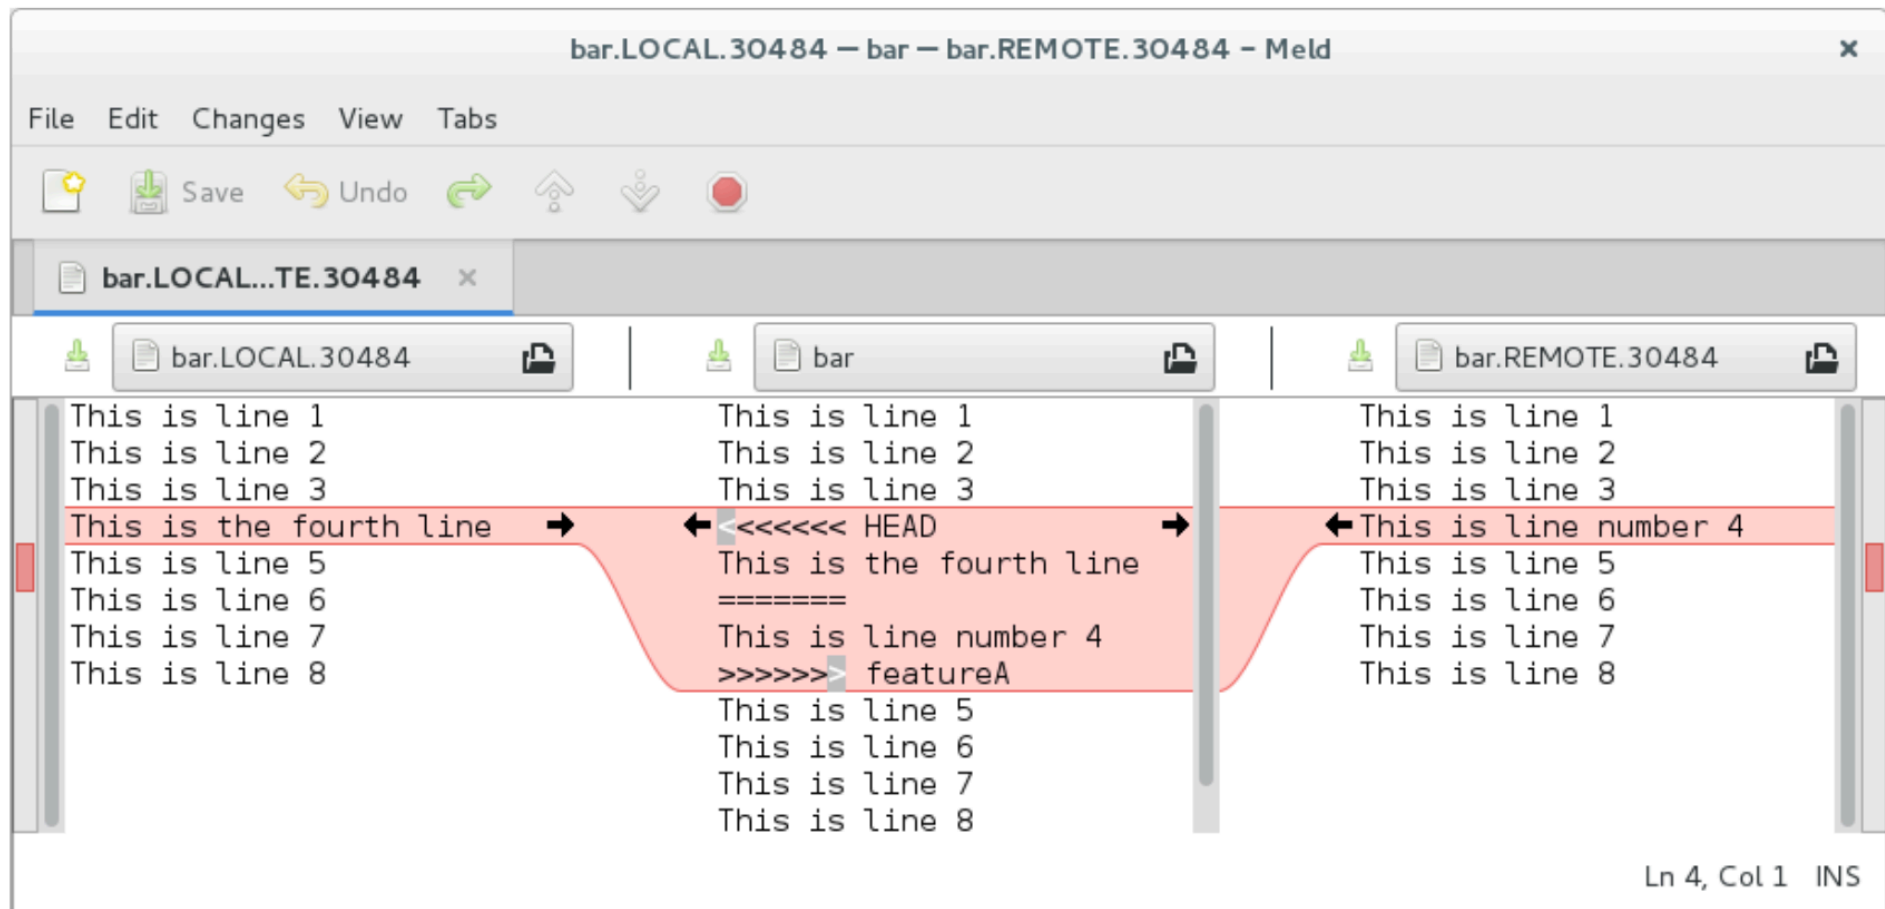 bar.LOCAL.30484 — bar — bar.REMOTE.30484 – Meld
File Edit Changes View Tabs
Save Undo
bar.LOCAL...TE.30484
bar.LOCAL.30484
bar
bar.REMOTE.30484
This is line 1
This is line 2
This is line 3
This is the fourth line
This is line 5
This is line 6
This is line 7
This is line 8
This is line 1
This is line 2
This is line 3
<<<<<<< HEAD
This is the fourth line
=======
This is line number 4
>>>>>>> featureA
This is line 5
This is line 6
This is line 7
This is line 8
This is line 1
This is line 2
This is line 3
This is line number 4
This is line 5
This is line 6
This is line 7
This is line 8
Ln 4, Col 1 INS